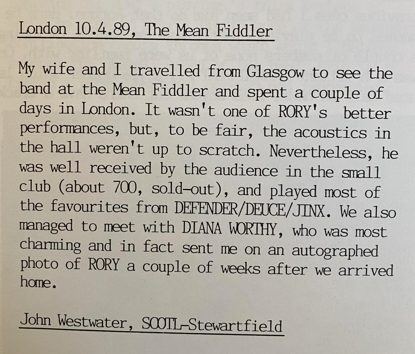 London 10.4.89, The Mean Fiddler
My wife and I travelled from Glasgow to see the
band at the Mean Fiddler and spent a couple of
days in London. It wasn't one of RORY's better
performances, but, to be fair, the acoustics in
the hall weren't up to scratch. Nevertheless, he
was well received by the audience in the small
club (about 700, sold-out), and played most of
the favourites from DEFENDER/DEUCE/JINX. We also
managed to meet with DIANA WORTHY, who was most
charming and in fact sent me on an autographed
photo of RORY a couple of weeks after we arrived
home.
John Westwater, SCOTL-Stewartfield